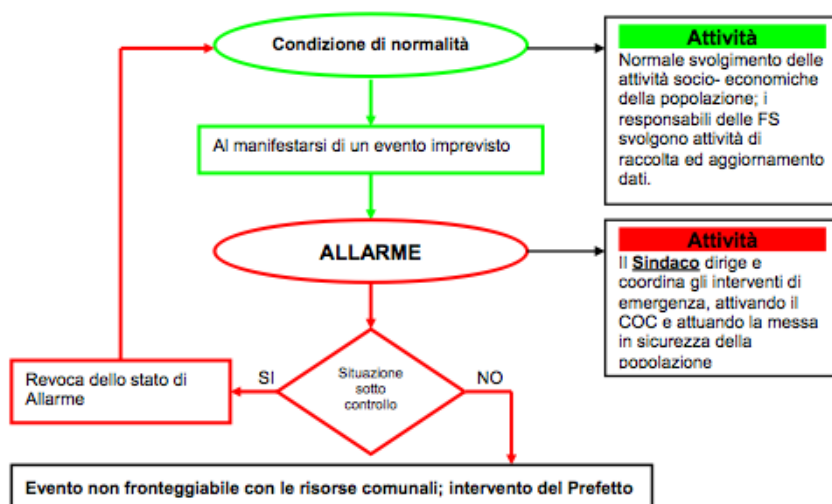 Condizione di normalità
Attività
Normale svolgimento delle
attività socio- economiche
della popolazione; i
responsabili delle FS
svolgono attività di
raccolta ed aggiornamento
dati.
Al manifestarsi di un evento imprevisto
ALLARME
Attività
Il Sindaco dirige e
coordina gli interventi di
emergenza, attivando il
COC e attuando la messa
in sicurezza della
popolazione
Revoca dello stato di
Allarme
SI
Situazione
sotto
controllo
NO
Evento non fronteggiabile con le risorse comunali; intervento del Prefetto